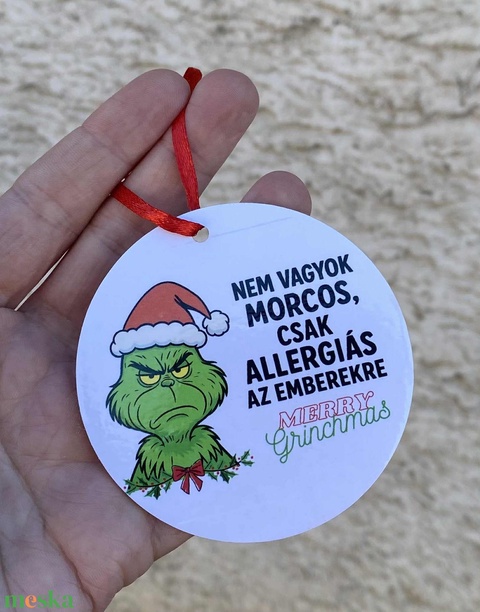 NEM VAGYOK
MORCOS,
CSAK
ALLERGIÁS
AZ EMBEREKRE
MERRY
Grinchmas
meska